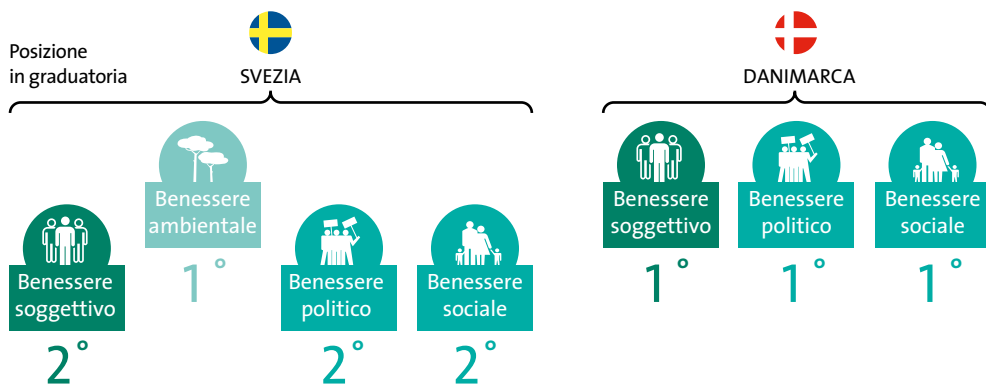 Posizione
in graduatoria
SVEZIA
Benessere
soggettivo
2°
Benessere
ambientale
1°
Benessere
politico
2°
Benessere
sociale
2°
DANIMARCA
Benessere
soggettivo
1°
Benessere
politico
1°
Benessere
sociale
1°